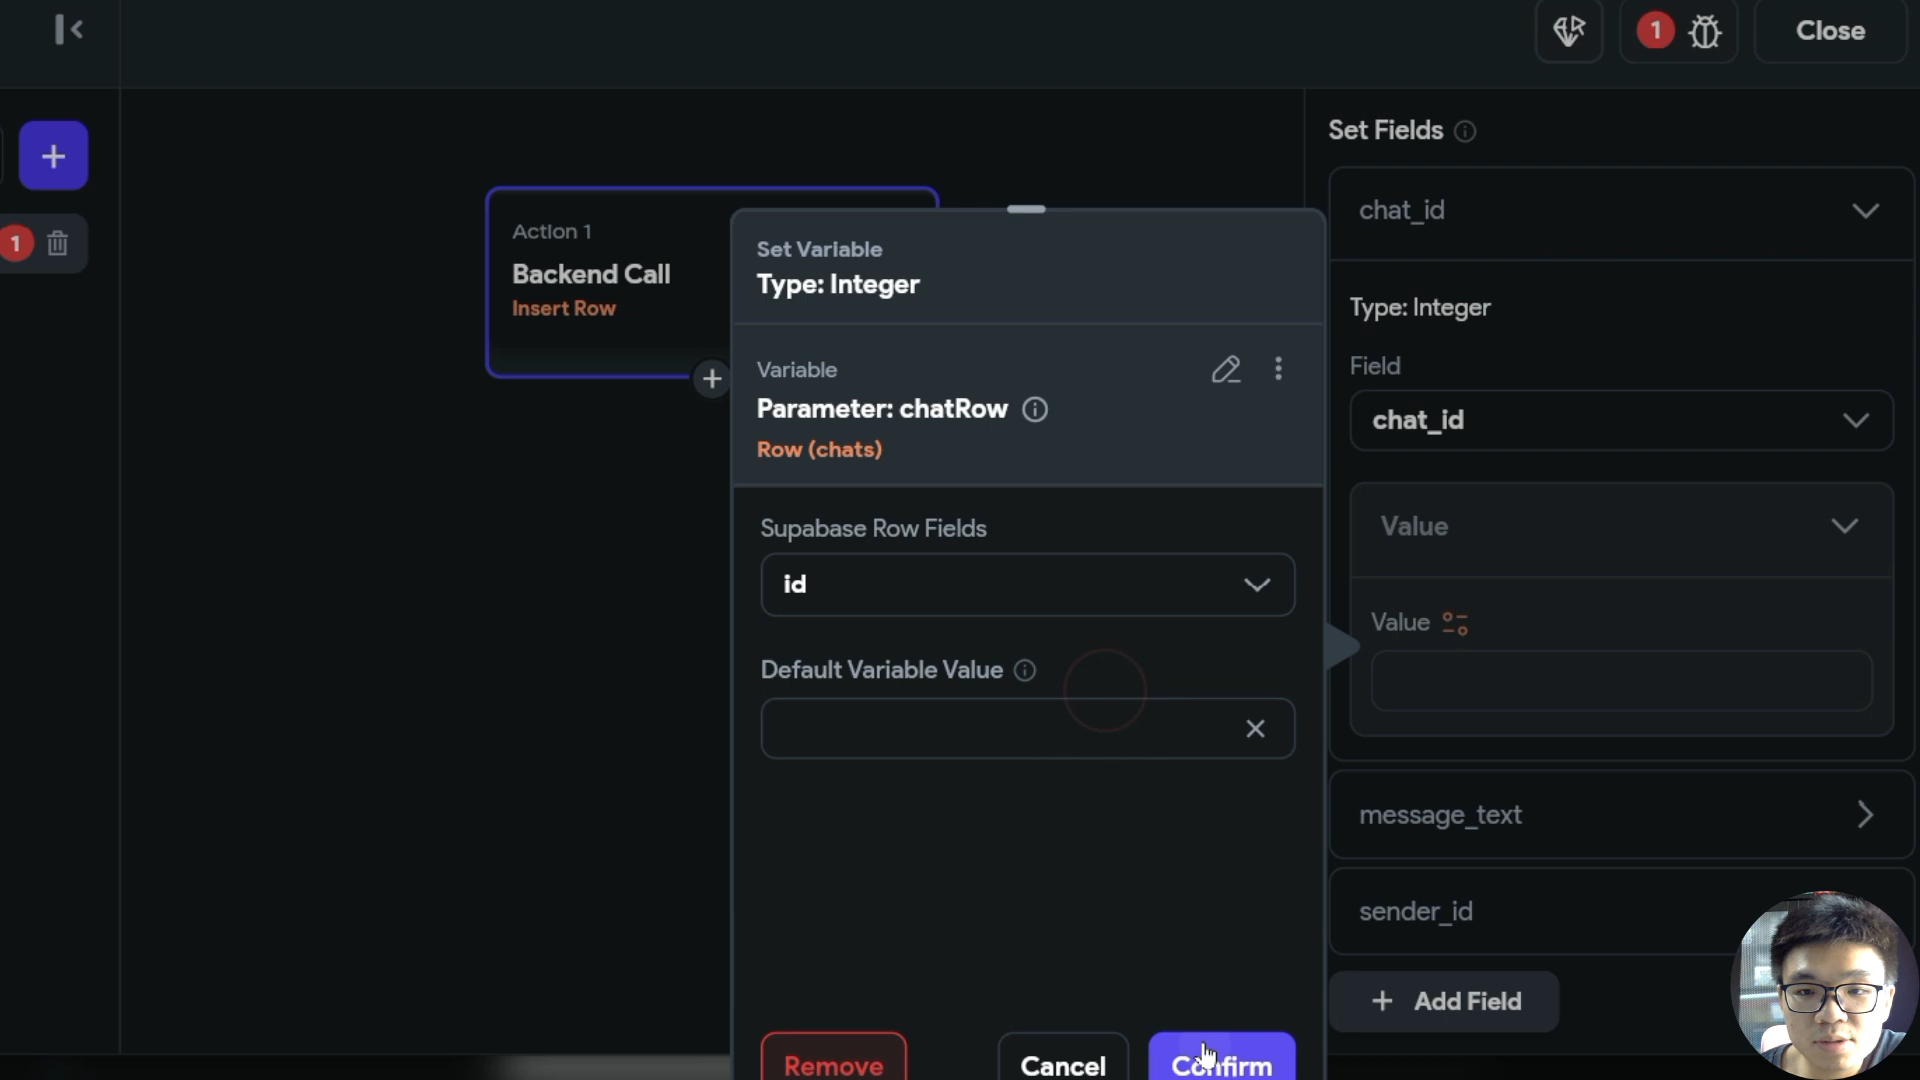 1
Close
1
Action 1
Backend Call
Insert Row
Set Variable
Type: Integer
Variable
Parameter: chatRow
Row (chats)
Supabase Row Fields
id
Default Variable Value
Remove
Cancel
Confirm
Set Fields
chat_id
Type: Integer
Field
chat_id
Value
Value
message_text
sender_id
Add Field